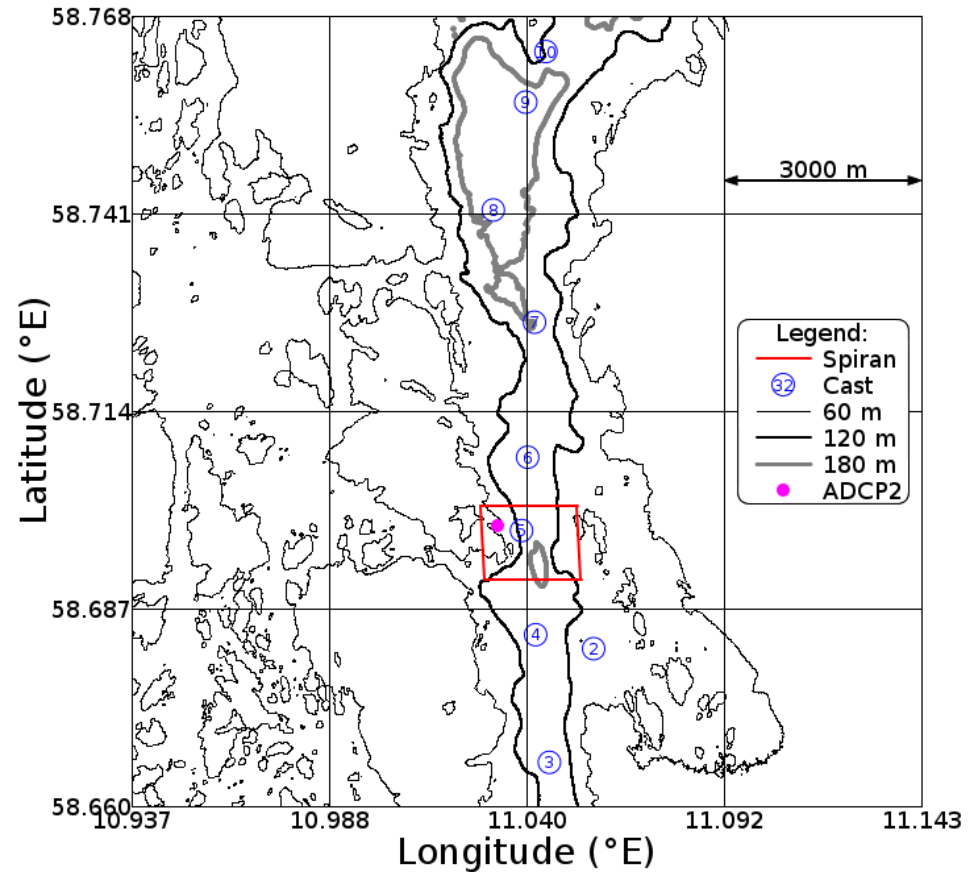 58.768
10
9
3000 m
58.741
8
7
Legend:
Spiran
32 Cast
60 m
120 m
180 m
ADCP2
58.714
6
5
58.687
4
2
3
58.660
10.937
10.988
11.040
11.092
11.143
Longitude (°E)
Latitude (°E)